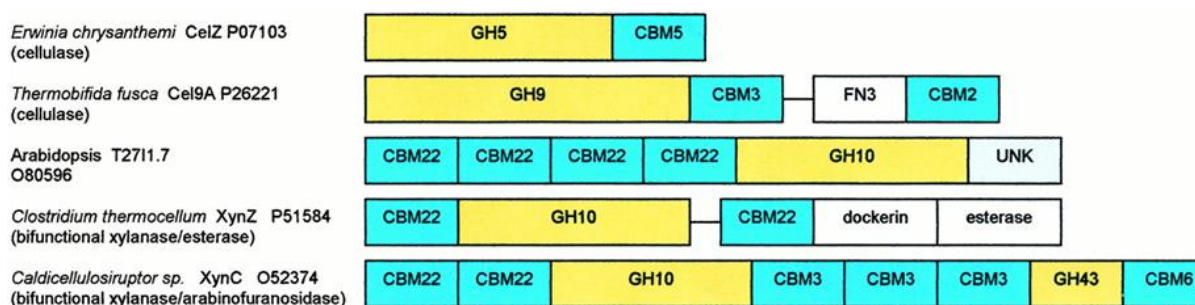 Erwinia chrysanthemi CelZ P07103
(cellulase)
GH5 CBM5
Thermobifida fusca Cel9A P26221
(cellulase)
GH9 CBM3 FN3 CBM2
Arabidopsis T27I1.7
O80596
CBM22 CBM22 CBM22 CBM22 GH10 UNK
Clostridium thermocellum XynZ P51584
(bifunctional xylanase/esterase)
CBM22 GH10 CBM22 dockerin esterase
Caldicellulosiruptor sp. XynC O52374
(bifunctional xylanase/arabinofuranosidase)
CBM22 CBM22 GH10 CBM3 CBM3 CBM3 GH43 CBM6